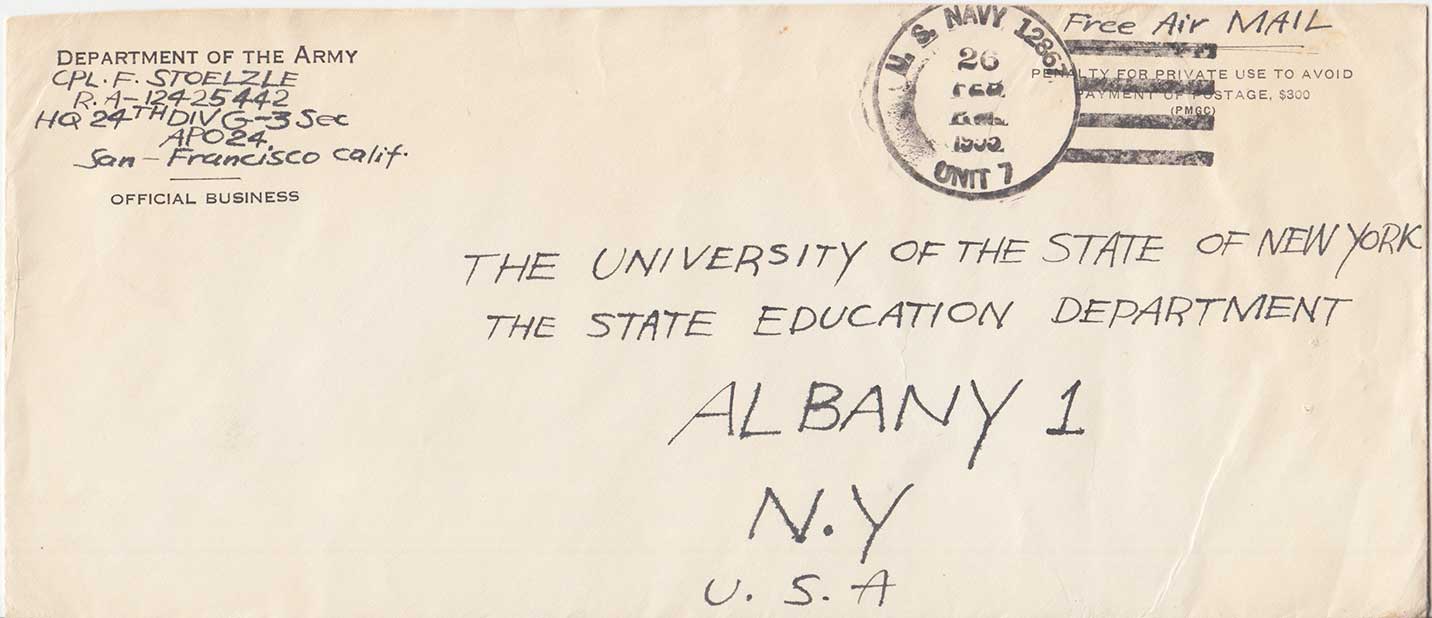 DEPARTMENT OF THE ARMY
CPL. F. STOELZLE
R.A-12425442
HQ 24TH DIV G-3 Sec
APO 24,
San-Francisco Calif.
OFFICIAL BUSINESS
U. S. NAVY 12867
26
FEB
UNIT 7
Free Air MAIL
PENALTY FOR PRIVATE USE TO AVOID
PAYMENT OF POSTAGE, $300
(PMGC)
THE UNIVERSITY OF THE STATE OF NEW YORK
THE STATE EDUCATION DEPARTMENT
ALBANY 1
N.Y
U. S. A